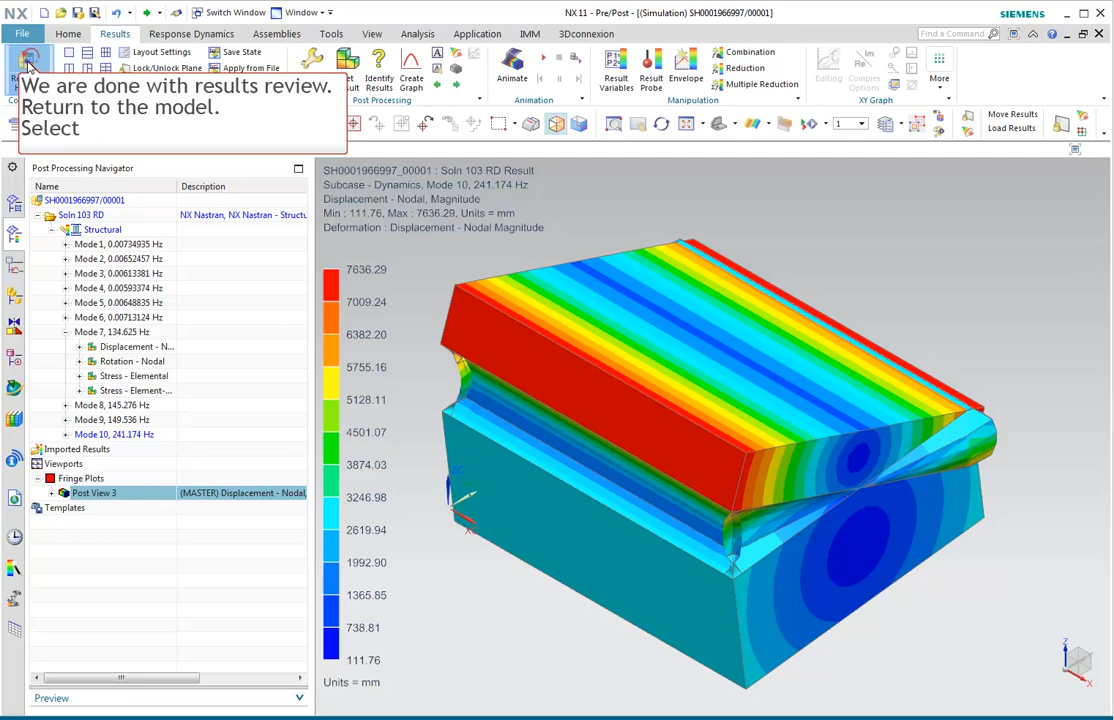 NX
Switch Window
Window
NX 11 - Pre/Post - [(Simulation) SH0001966997/00001]
SIEMENS
File
Home
Results
Response Dynamics
Assemblies
Tools
View
Analysis
Application
IMM
3Dconnexion
Find a Command
Layout Settings
Save State
Lock/Unlock Plane
Apply from File
Identify Results
Create Graph
Post Processing
Animate
Animation
Result Variables
Result Probe
Envelope
Combination
Reduction
Multiple Reduction
Manipulation
Editing
Complex Options
XY Graph
More
We are done with results review.
Return to the model.
Select
1
Move Results
Load Results
Post Processing Navigator
Name
Description
SH0001966997/00001
Soln 103 RD
NX Nastran, NX Nastran - Structu
Structural
Mode 1, 0.00734935 Hz
Mode 2, 0.00652457 Hz
Mode 3, 0.00613381 Hz
Mode 4, 0.00593874 Hz
Mode 5, 0.00648835 Hz
Mode 6, 0.00713124 Hz
Mode 7, 134.625 Hz
Displacement - N...
Rotation - Nodal
Stress - Elemental
Stress - Element-...
Mode 8, 145.276 Hz
Mode 9, 149.536 Hz
Mode 10, 241.174 Hz
Imported Results
Viewports
Fringe Plots
Post View 3
(MASTER) Displacement - Nodal,
Templates
Preview
SH0001966997_00001 : Soln 103 RD Result
Subcase - Dynamics, Mode 10, 241.174 Hz
Displacement - Nodal, Magnitude
Min : 111.76, Max : 7636.29, Units = mm
Deformation : Displacement - Nodal Magnitude
7636.29
7009.24
6382.20
5755.16
5128.11
4501.07
3874.03
3246.98
2619.94
1992.90
1365.85
738.81
111.76
Units = mm
Z
X